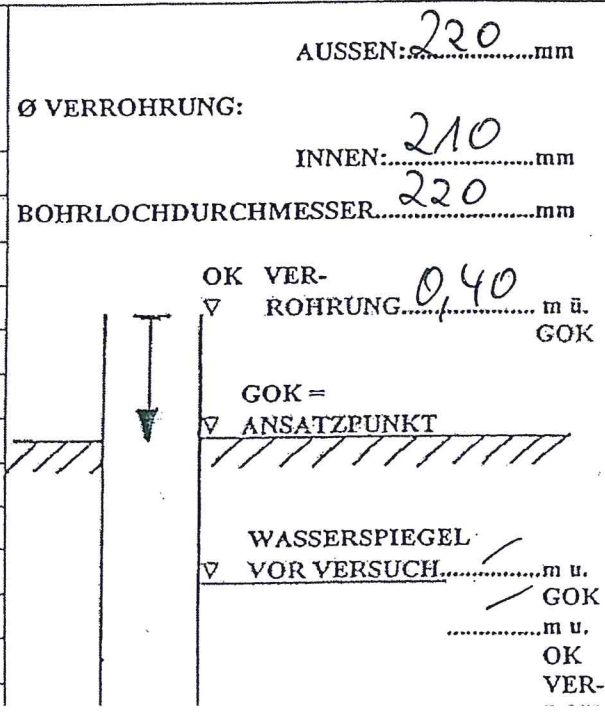 AUSSEN: 220 mm
Ø VERROHRUNG:
INNEN: 210 mm
BOHRLOCHDURCHMESSER 220 mm
OK VER-
ROHRUNG 0,40 m ü.
GOK
GOK =
ANSATZPUNKT
WASSERSPIEGEL
VOR VERSUCH / m u.
GOK
/ m u.
OK
VER-